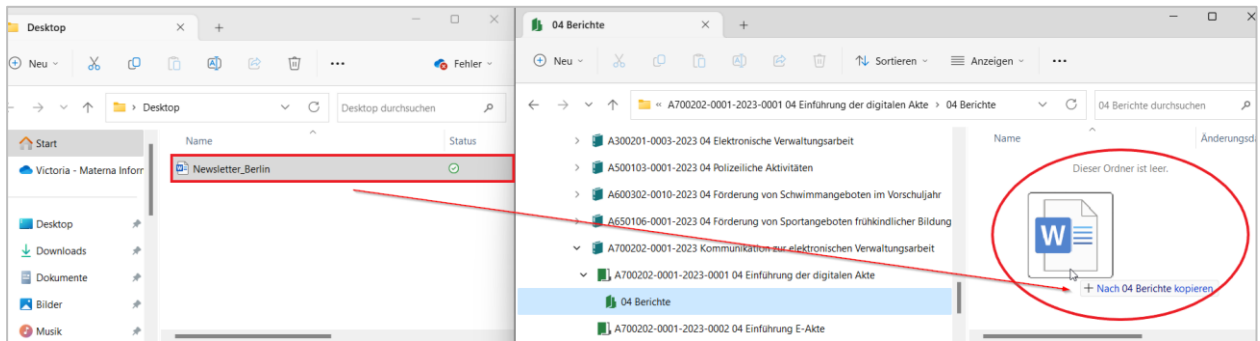 Desktop
Neu
Fehler
Desktop
Desktop durchsuchen
Start
Victoria - Materna Inforr
Desktop
Downloads
Dokumente
Bilder
Musik
Name
Status
Newsletter_Berlin
04 Berichte
Neu
Sortieren
Anzeigen
« A700202-0001-2023-0001 04 Einführung der digitalen Akte > 04 Berichte
04 Berichte durchsuchen
A300201-0003-2023 04 Elektronische Verwaltungsarbeit
A500103-0001-2023 04 Polizeiliche Aktivitäten
A600302-0010-2023 04 Förderung von Schwimmangeboten im Vorschuljahr
A650106-0001-2023 04 Förderung von Sportangeboten frühkindlicher Bildung
A700202-0001-2023 Kommunikation zur elektronischen Verwaltungsarbeit
A700202-0001-2023-0001 04 Einführung der digitalen Akte
04 Berichte
A700202-0001-2023-0002 04 Einführung E-Akte
Name
Änderungsda
Dieser Ordner ist leer.
W
+ Nach 04 Berichte kopieren